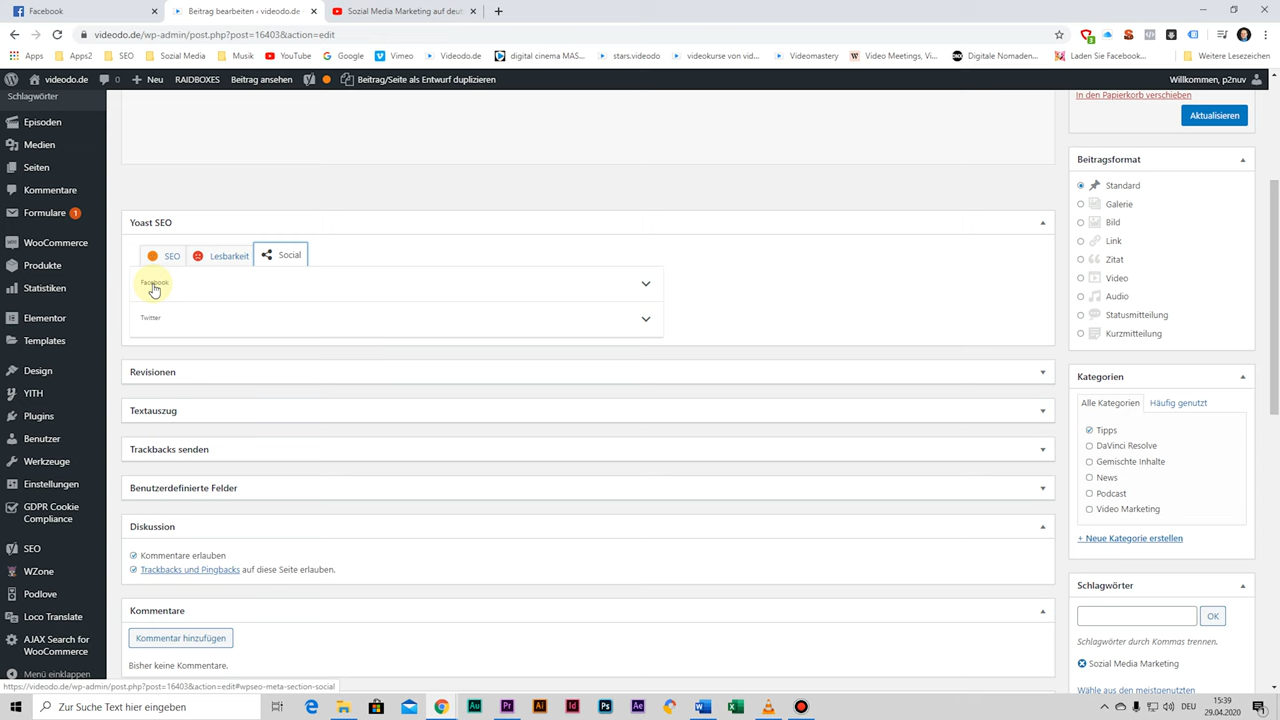 Facebook
Beitrag bearbeiten ‹ videodo.de
Sozial Media Marketing auf deut
videodo.de/wp-admin/post.php?post=16403&action=edit
Apps
Apps2
SEO
Sozial Media
Musik
YouTube
Google
Vimeo
Videodo.de
digital cinema MAS...
stars.videodo
videokurse von vid...
Videomastery
Video Meetings, Vi...
Digitale Nomaden...
Laden Sie Facebook...
Weitere Lesezeichen
videodo.de
0
+ Neu
RAIDBOXES
Beitrag ansehen
Beitrag/Seite als Entwurf duplizieren
Willkommen, p2nuv
Schlagwörter
Episoden
Medien
Seiten
Kommentare
Formulare 1
WooCommerce
Produkte
Statistiken
Elementor
Templates
Design
YITH
Plugins
Benutzer
Werkzeuge
Einstellungen
GDPR Cookie
Compliance
SEO
WZone
Podlove
Loco Translate
AJAX Search for
WooCommerce
Menü einklappen
Yoast SEO
SEO
Lesbarkeit
Social
Facebook
Twitter
Revisionen
Textauszug
Trackbacks senden
Benutzerdefinierte Felder
Diskussion
Kommentare erlauben
Trackbacks und Pingbacks auf diese Seite erlauben.
Kommentare
Kommentar hinzufügen
Bisher keine Kommentare.
In den Papierkorb verschieben
Aktualisieren
Beitragsformat
Standard
Galerie
Bild
Link
Zitat
Video
Audio
Statusmitteilung
Kurzmitteilung
Kategorien
Alle Kategorien
Häufig genutzt
Tipps
DaVinci Resolve
Gemischte Inhalte
News
Podcast
Video Marketing
+ Neue Kategorie erstellen
Schlagwörter
OK
Schlagwörter durch Kommas trennen.
Sozial Media Marketing
Wähle aus den meistgenutzten
https://videodo.de/wp-admin/post.php?post=16403&action=edit#wpseo-meta-section-social
Zur Suche Text hier eingeben
Au
Pr
Ai
Id
Ps
Ae
DEU
15:39
29.04.2020